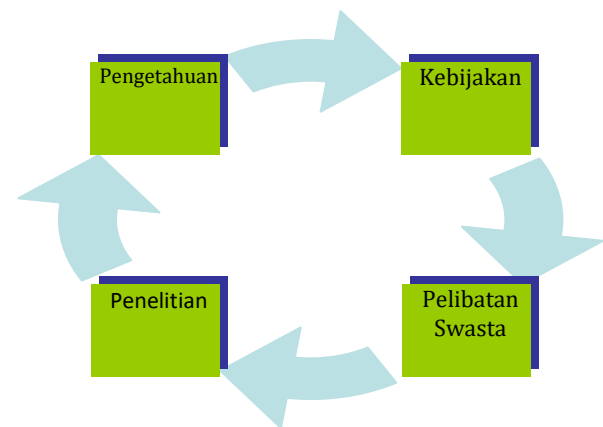 Pengetahuan
Kebijakan
Penelitian
Pelibatan
Swasta